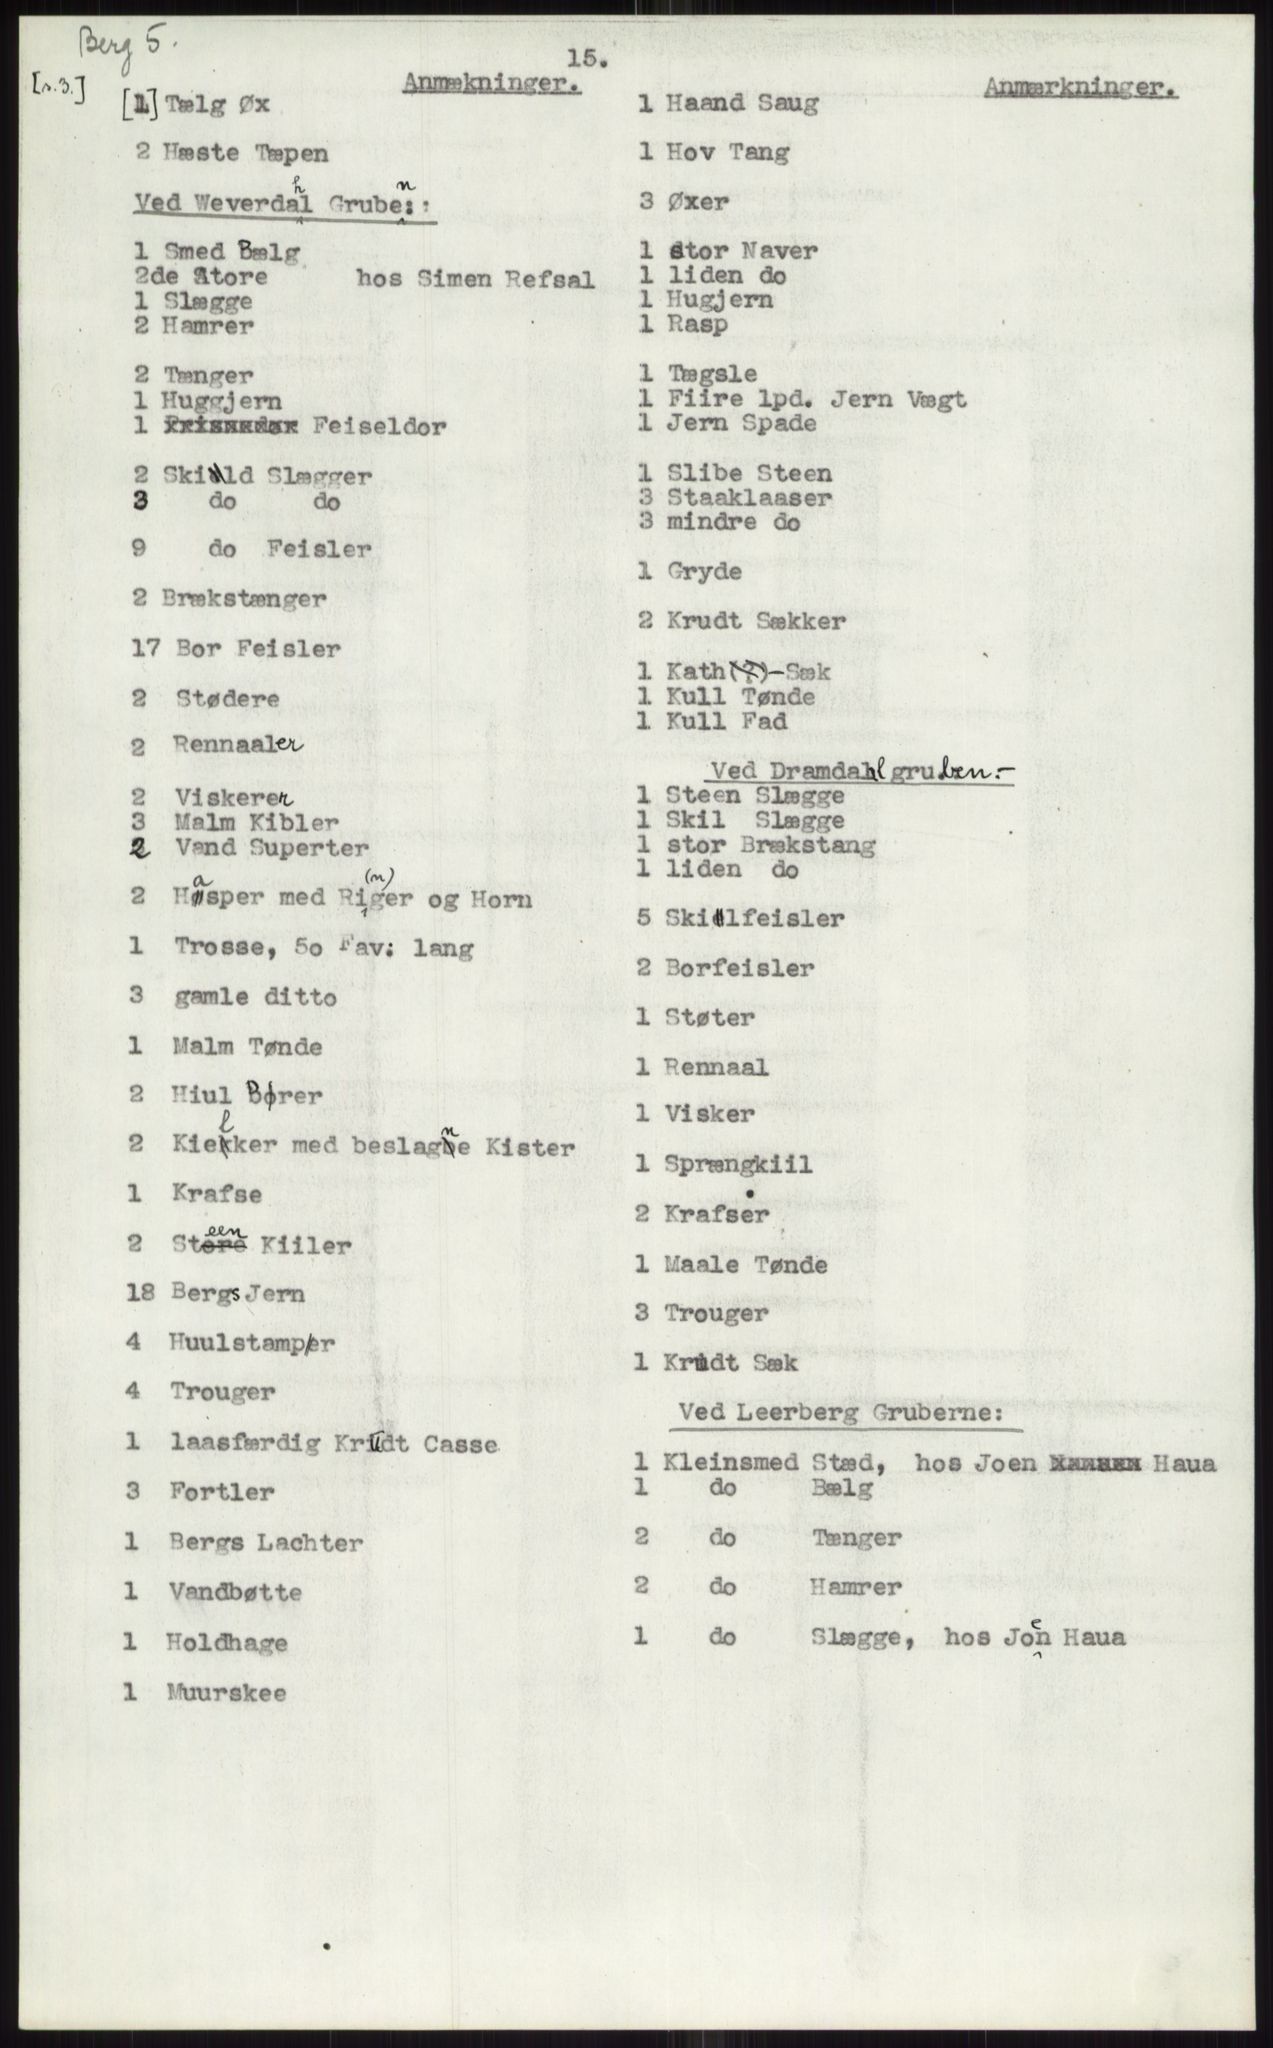 Berg 5.
15.
[s.3.]
Anmækninger.
[1] Tælg Øx
2 Hæste Tæpen
Ved Weverdahl Gruben::
1 Smed Bælg
2de Store hos Simen Refsal
1 Slægge
2 Hamrer
2 Tænger
1 Huggjern
1 Feiseldor
2 Skild Slægger
3 do do
9 do Feisler
2 Brækstænger
17 Bor Feisler
2 Stødere
2 Rennaaler
2 Viskere
3 Malm Kibler
2 Vand Superter
2 Hasper med Ri(n)ger og Horn
1 Trosse, 5o Fav: lang
3 gamle ditto
1 Malm Tønde
2 Hiul Bører
2 Kielker med beslagne Kister
1 Krafse
2 Steen Kiiler
18 Bergs Jern
4 Huulstamper
4 Trouger
1 laasfærdig Krudt Casse
3 Fortler
1 Bergs Lachter
1 Vandbøtte
1 Holdhage
1 Muurskee
Anmærkninger.
1 Haand Saug
1 Hov Tang
3 Øxer
1 stor Naver
1 liden do
1 Hugjern
1 Rasp
1 Tægsle
1 Fiire lpd. Jern Vægt
1 Jern Spade
1 Slibe Steen
3 Staaklaaser
3 mindre do
1 Gryde
2 Krudt Sækker
1 Kath-Sæk
1 Kull Tønde
1 Kull Fad
Ved Dramdahlgruben:-
1 Steen Slægge
1 Skil Slægge
1 stor Brækstang
1 liden do
5 Skilfeisler
2 Borfeisler
1 Støter
1 Rennaal
1 Visker
1 Sprængkiil
2 Krafser
1 Maale Tønde
3 Trouger
1 Krudt Sæk
Ved Leerberg Gruberne:
1 Kleinsmed Stæd, hos Joen Haua
1 do Bælg
2 do Tænger
2 do Hamrer
1 do Slægge, hos Joen Haua